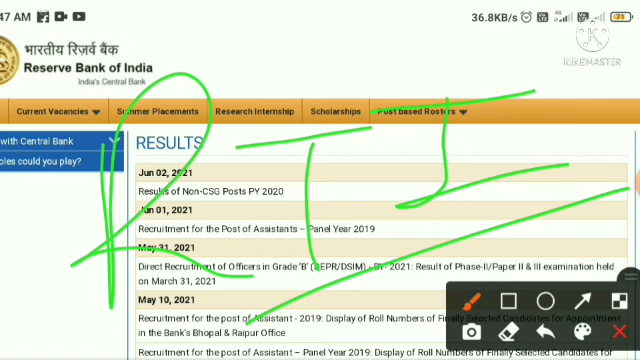 :47 AM
36.8KB/s 4G 71
KINEMASTER
भारतीय रिज़र्व बैंक
Reserve Bank of India
India's Central Bank
Current Vacancies Summer Placements Research Internship Scholarships Post based Rosters
with Central Bank
oles could you play?
RESULTS
Jun 02, 2021
Results of Non-CSG Posts PY 2020
Jun 01, 2021
Recruitment for the Post of Assistants – Panel Year 2019
May 31, 2021
Direct Recruitment of Officers in Grade 'B' (DEPR/DSIM) - PY 2021: Result of Phase-II/Paper II & III examination held
on March 31, 2021
May 10, 2021
Recruitment for the post of Assistant - 2019: Display of Roll Numbers of Finally Selected Candidates for Appointment
in the Bank's Bhopal & Raipur Office
Recruitment for the post of Assistant – Panel Year 2019: Display of Roll Numbers of Finally Selected Candidates for